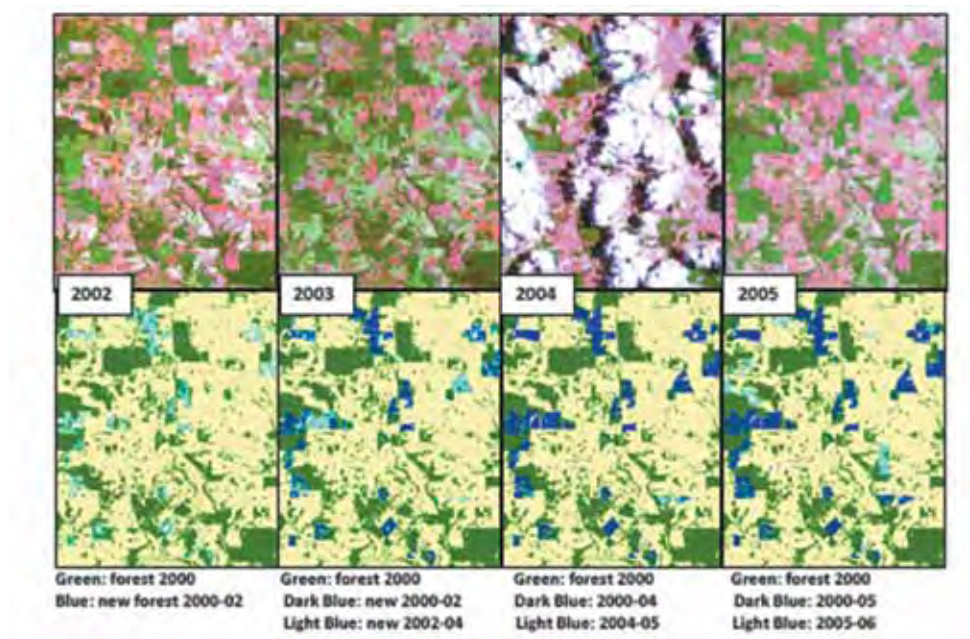 2002
2003
2004
2005
Green: forest 2000
Blue: new forest 2000-02
Green: forest 2000
Dark Blue: new 2000-02
Light Blue: new 2002-04
Green: forest 2000
Dark Blue: 2000-04
Light Blue: 2004-05
Green: forest 2000
Dark Blue: 2000-05
Light Blue: 2005-06